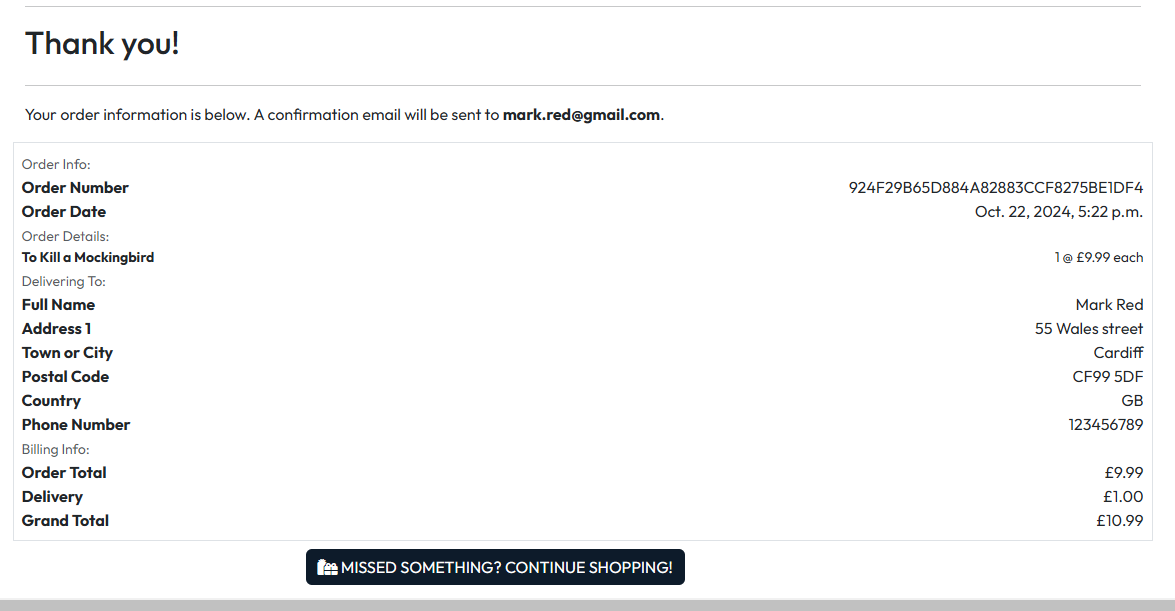 Thank you!
Your order information is below. A confirmation email will be sent to mark.red@gmail.com.
Order Info:
Order Number 924F29B65D884A82883CCF8275BE1DF4
Order Date Oct. 22, 2024, 5:22 p.m.
Order Details:
To Kill a Mockingbird 1 @ £9.99 each
Delivering To:
Full Name Mark Red
Address 1 55 Wales street
Town or City Cardiff
Postal Code CF99 5DF
Country GB
Phone Number 123456789
Billing Info:
Order Total £9.99
Delivery £1.00
Grand Total £10.99
MISSED SOMETHING? CONTINUE SHOPPING!